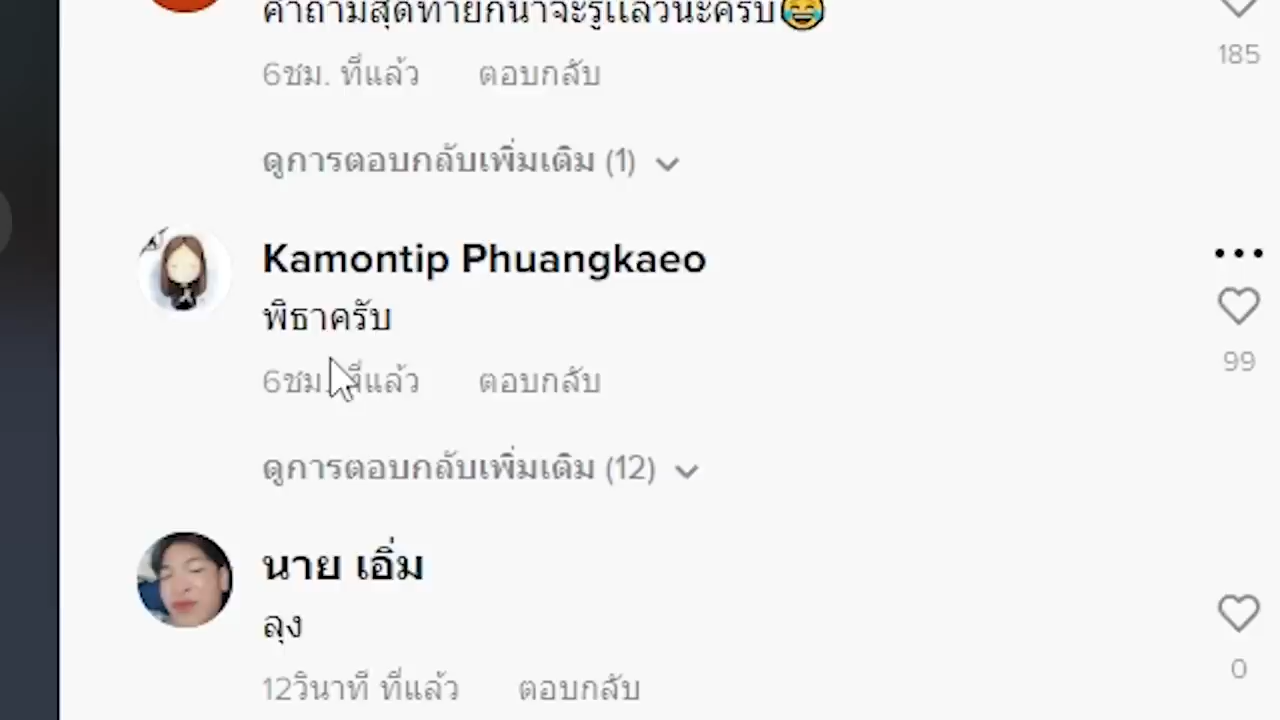 คำถามสุดท้ายก็น่าจะรู้แล้วนะครับ😂
185
6ชม. ที่แล้ว ตอบกลับ
ดูการตอบกลับเพิ่มเติม (1)
Kamontip Phuangkaeo
พิธาครับ
99
6ชม. ที่แล้ว ตอบกลับ
ดูการตอบกลับเพิ่มเติม (12)
นาย เอิ่ม
ลุง
0
12วินาที ที่แล้ว ตอบกลับ